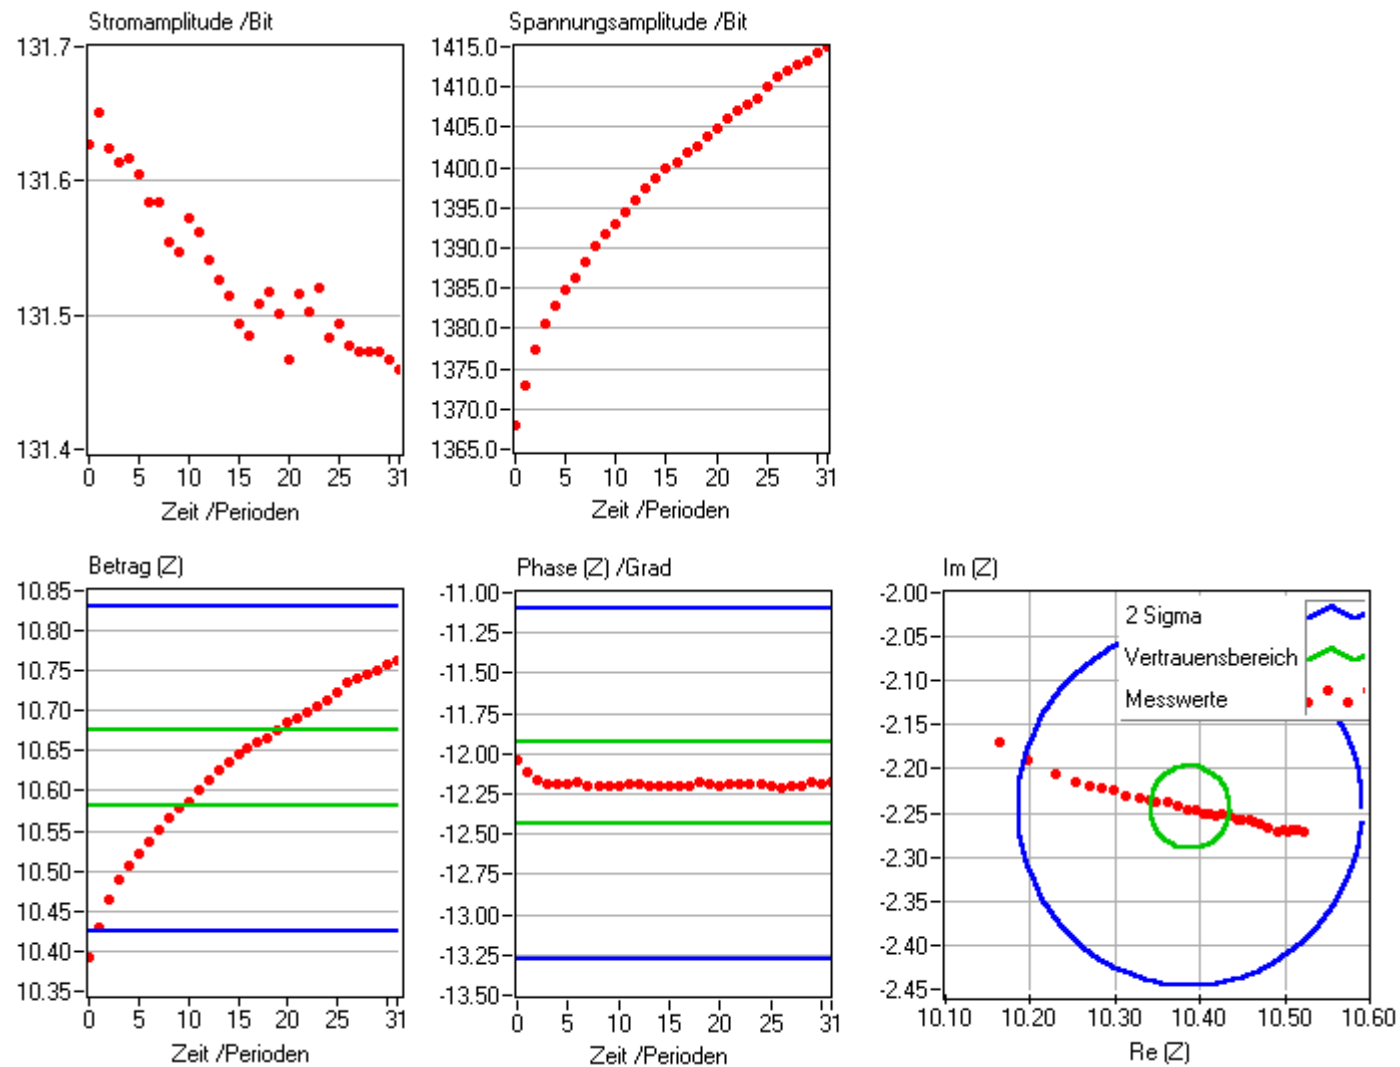 Stromamplitude /Bit
131.7
131.6
131.5
131.4
0 5 10 15 20 25 31
Zeit /Perioden
Spannungsamplitude /Bit
1415.0
1410.0
1405.0
1400.0
1395.0
1390.0
1385.0
1380.0
1375.0
1370.0
1365.0
0 5 10 15 20 25 31
Zeit /Perioden
Betrag (Z)
10.85
10.80
10.75
10.70
10.65
10.60
10.55
10.50
10.45
10.40
10.35
0 5 10 15 20 25 31
Zeit /Perioden
Phase (Z) /Grad
-11.00
-11.25
-11.50
-11.75
-12.00
-12.25
-12.50
-12.75
-13.00
-13.25
-13.50
0 5 10 15 20 25 31
Zeit /Perioden
Im (Z)
-2.00
-2.05
-2.10
-2.15
-2.20
-2.25
-2.30
-2.35
-2.40
-2.45
2 Sigma
Vertrauensbereich
Messwerte
10.10 10.20 10.30 10.40 10.50 10.60
Re (Z)